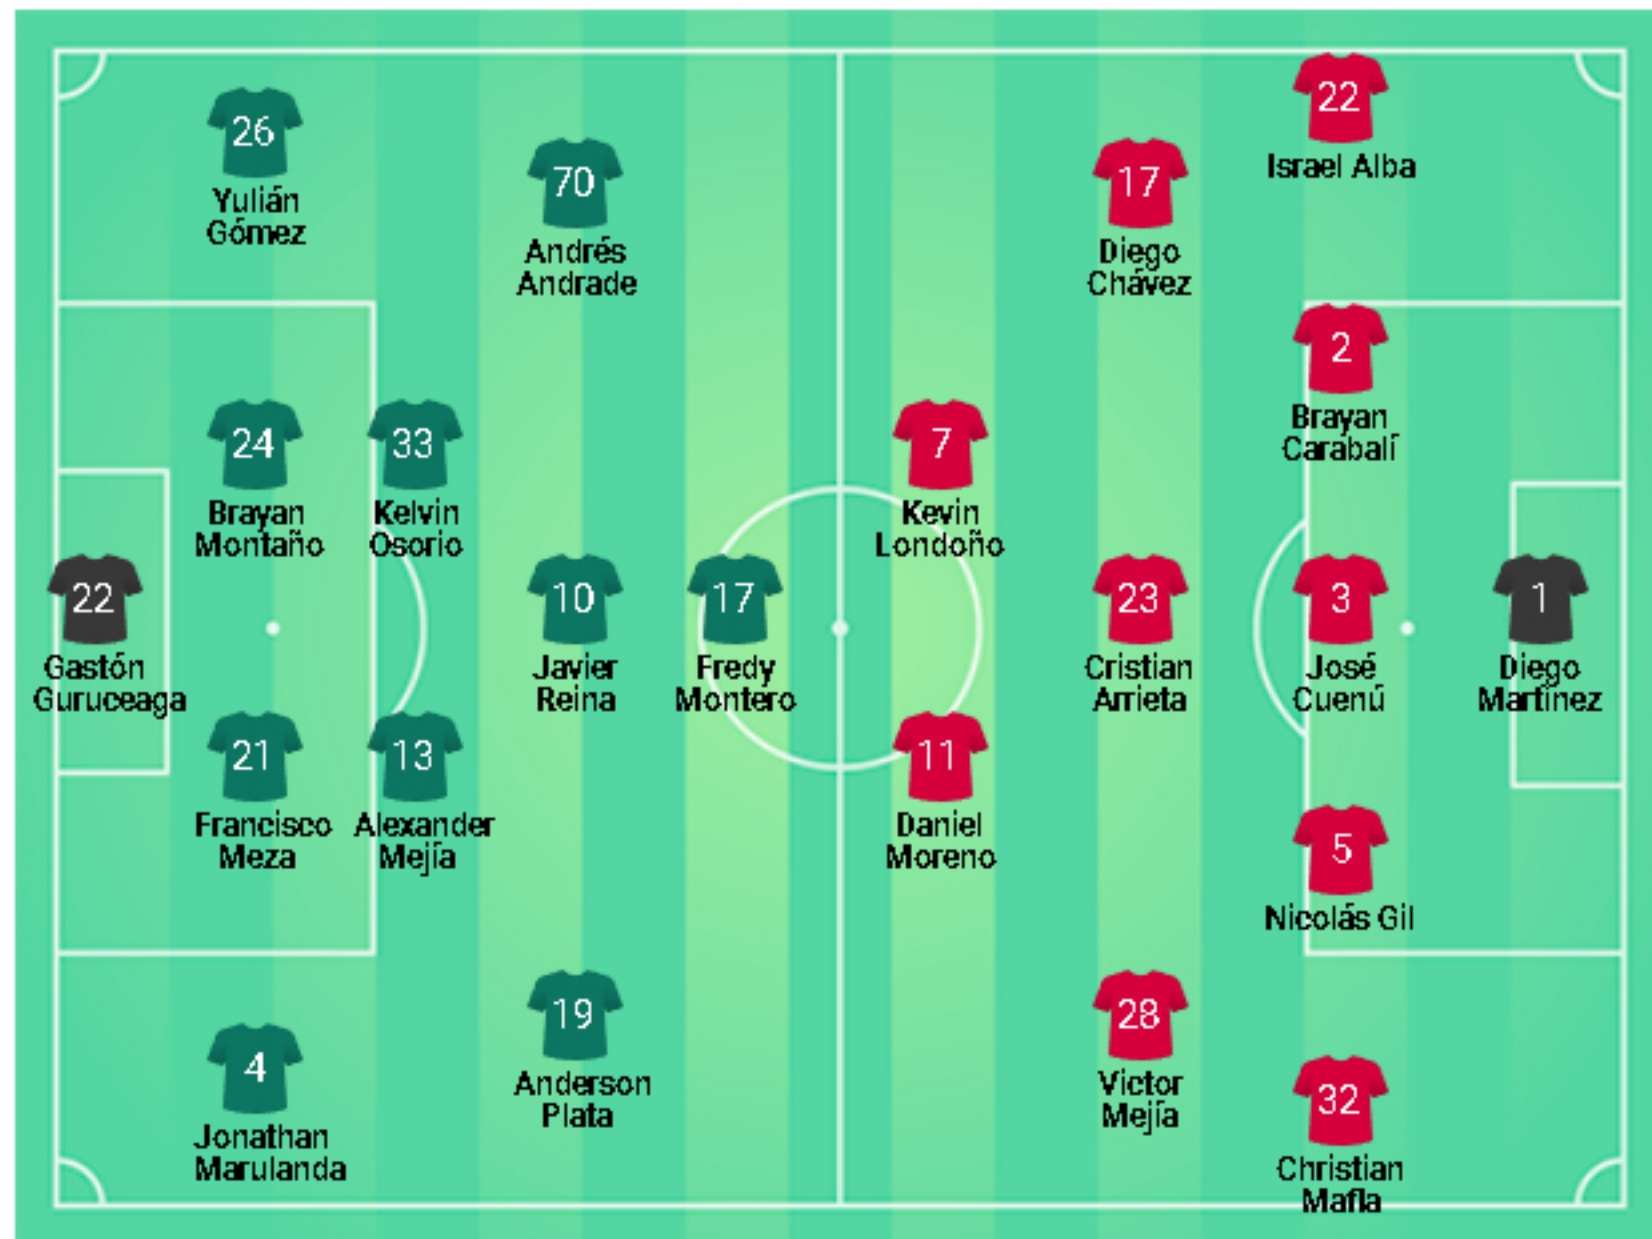 26
Yulián
Gómez
70
Andrés
Andrade
24
Brayan
Montaño
33
Kelvin
Osorio
22
Gastón
Guruceaga
10
Javier
Reina
17
Fredy
Montero
21
Francisco
Meza
13
Alexander
Mejía
19
Anderson
Plata
4
Jonathan
Marulanda
22
Israel Alba
17
Diego
Chávez
2
Brayan
Carabalí
7
Kevin
Londoño
23
Cristian
Arrieta
3
José
Cuenú
1
Diego
Martínez
11
Daniel
Moreno
5
Nicolás Gil
28
Victor
Mejía
32
Christian
Mafla